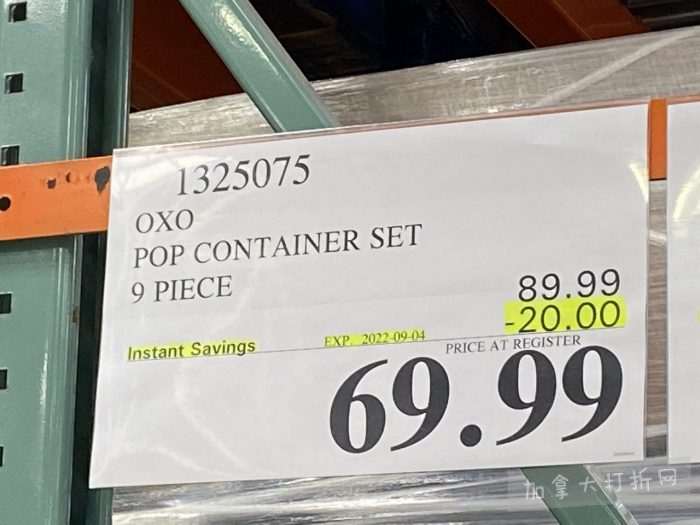 1325075
OXO
POP CONTAINER SET
9 PIECE
89.99
-20.00
Instant Savings EXP. 2022-09-04 PRICE AT REGISTER
69.99
加拿大打折网